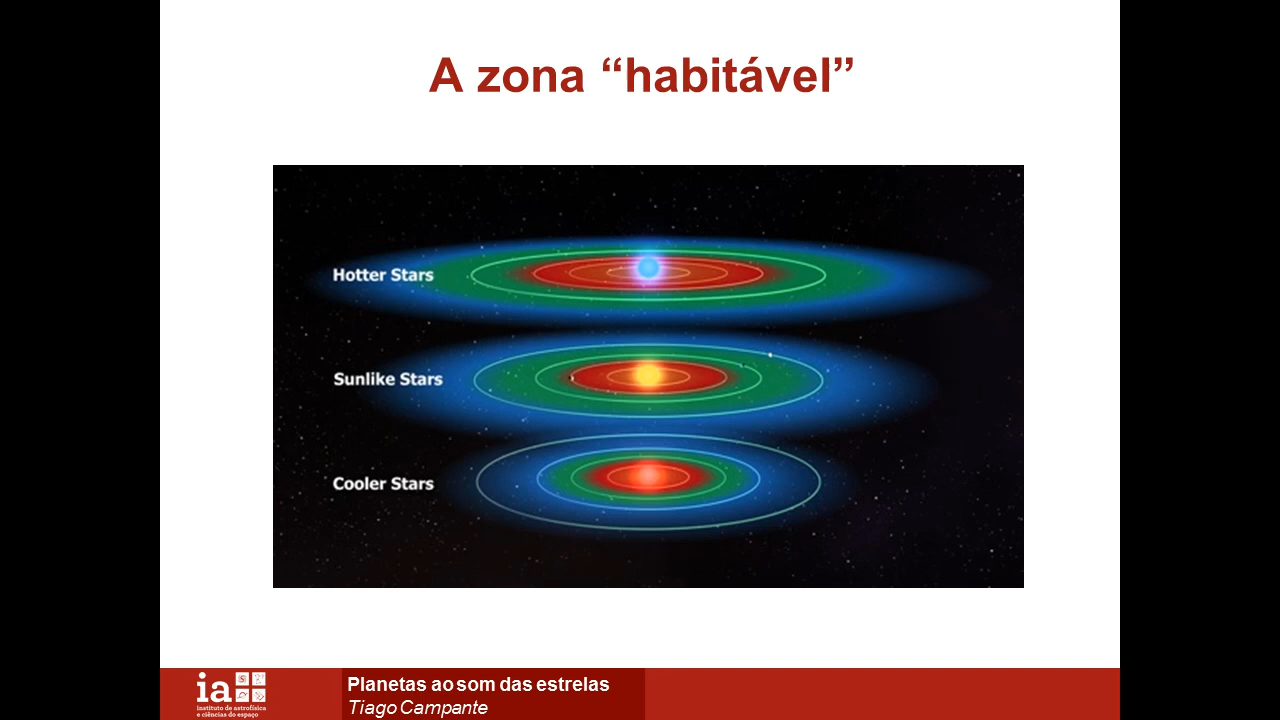 A zona “habitável”
Hotter Stars
Sunlike Stars
Cooler Stars
ia
instituto de astrofísica
e ciências do espaço
Planetas ao som das estrelas
Tiago Campante